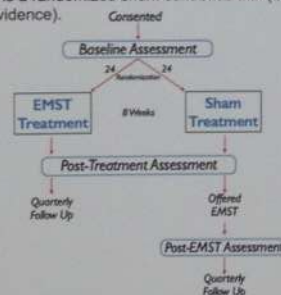 Consented
vidence).
Baseline Assessment
24 24
Randomization
EMST Sham
Treatment 8 Weeks Treatment
Post-Treatment Assessment
Quarterly Offered
Follow Up EMST
Post-EMST Assessment
Quarterly
Follow Up